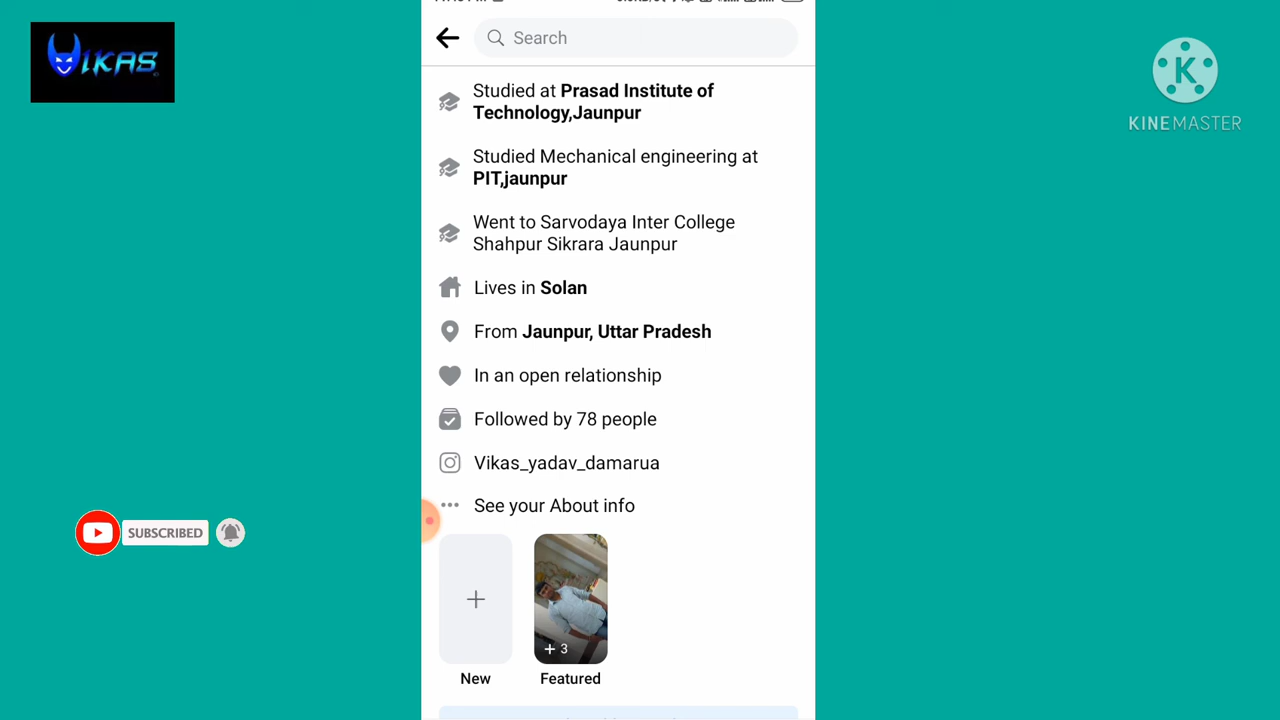 VIKAS
Search
Studied at Prasad Institute of
Technology,Jaunpur
Studied Mechanical engineering at
PIT,jaunpur
Went to Sarvodaya Inter College
Shahpur Sikrara Jaunpur
Lives in Solan
From Jaunpur, Uttar Pradesh
In an open relationship
Followed by 78 people
Vikas_yadav_damarua
See your About info
+ 3
New
Featured
K
KINEMASTER
SUBSCRIBED